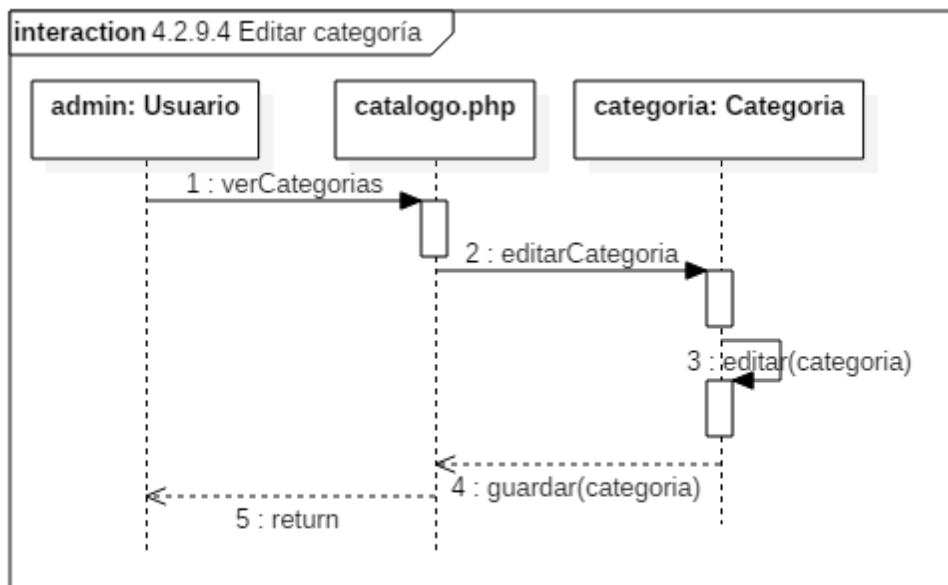 interaction 4.2.9.4 Editar categoría
admin: Usuario
catalogo.php
categoria: Categoria
1 : verCategorias
2 : editarCategoria
3 : editar(categoria)
4 : guardar(categoria)
5 : return